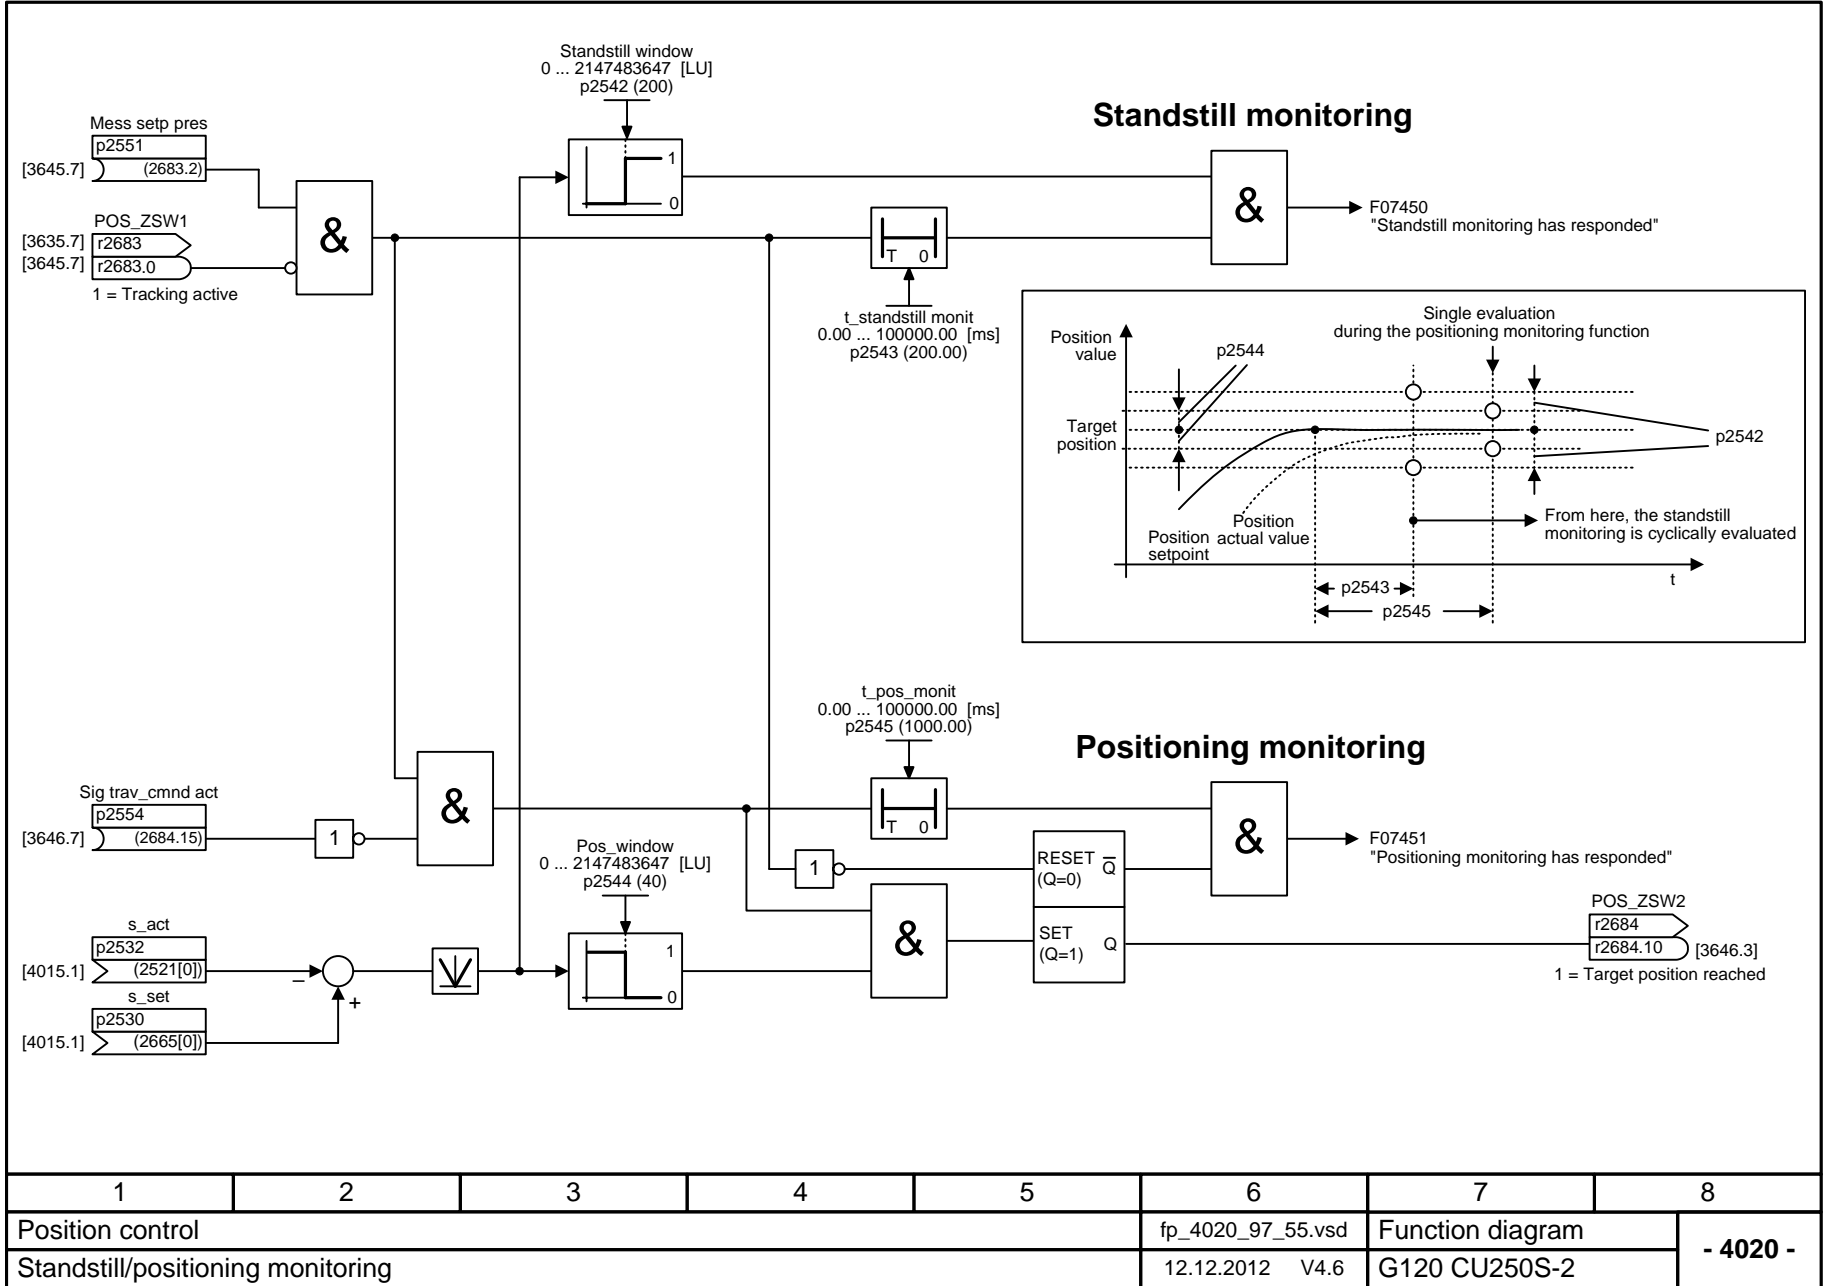 Standstill window
0 ... 2147483647 [LU]
p2542 (200)
Standstill monitoring
Mess setp pres
p2551
[3645.7]
(2683.2)
1
0
&
&
F07450
"Standstill monitoring has responded"
POS_ZSW1
[3635.7]
r2683
[3645.7]
r2683.0
1 = Tracking active
T 0
t_standstill monit
0.00 ... 100000.00 [ms]
p2543 (200.00)
Single evaluation
during the positioning monitoring function
Position
value
p2544
Target
position
p2542
Position
actual value
Position
setpoint
From here, the standstill
monitoring is cyclically evaluated
t
p2543
p2545
t_pos_monit
0.00 ... 100000.00 [ms]
p2545 (1000.00)
Positioning monitoring
Sig trav_cmnd act
p2554
[3646.7]
(2684.15)
1
&
T 0
&
F07451
"Positioning monitoring has responded"
Pos_window
0 ... 2147483647 [LU]
p2544 (40)
1
RESET Q̅
(Q=0)
SET Q
(Q=1)
&
POS_ZSW2
r2684
r2684.10
[3646.3]
1 = Target position reached
s_act
p2532
[4015.1]
(2521[0])
–
+
1
0
s_set
p2530
[4015.1]
(2665[0])
1 2 3 4 5 6 7 8
Position control
fp_4020_97_55.vsd
Function diagram
- 4020 -
Standstill/positioning monitoring
12.12.2012 V4.6
G120 CU250S-2